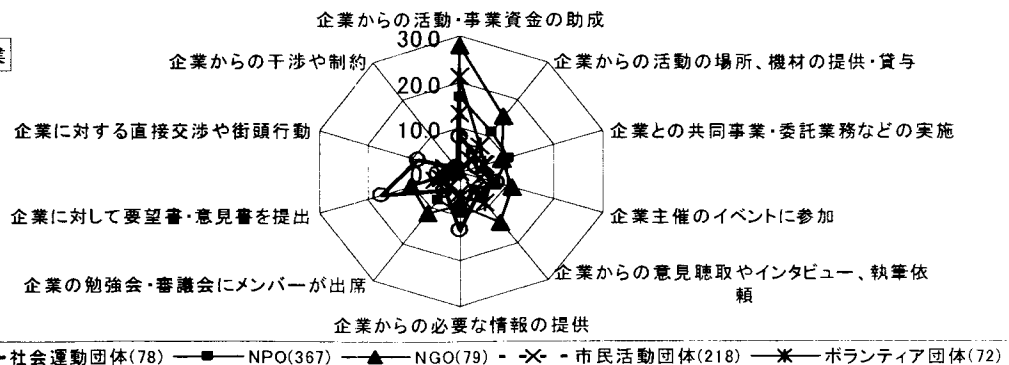 企業からの活動・事業資金の助成
30.0
業
企業からの干渉や制約
企業からの活動の場所、機材の提供・貸与
20.0
企業に対する直接交渉や街頭行動
10.0
企業との共同事業・委託業務などの実施
0.0
企業に対して要望書・意見書を提出
企業主催のイベントに参加
企業の勉強会・審議会にメンバーが出席
企業からの意見聴取やインタビュー、執筆依
頼
企業からの必要な情報の提供
社会運動団体(78) NPO(367) NGO(79) 市民活動団体(218) ボランティア団体(72)